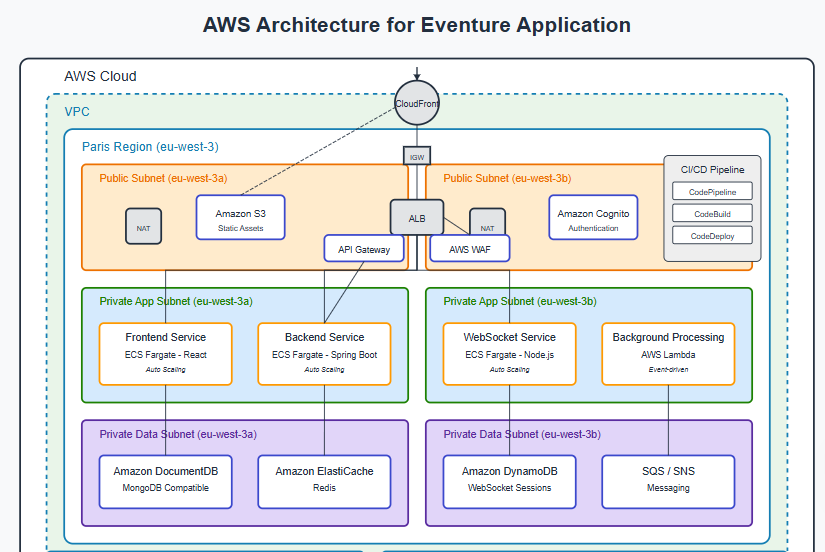 AWS Architecture for Eventure Application
AWS Cloud
CloudFront
VPC
Paris Region (eu-west-3)
IGW
Public Subnet (eu-west-3a)
Public Subnet (eu-west-3b)
CI/CD Pipeline
CodePipeline
CodeBuild
CodeDeploy
NAT
Amazon S3
Static Assets
ALB
NAT
Amazon Cognito
Authentication
API Gateway
AWS WAF
Private App Subnet (eu-west-3a)
Private App Subnet (eu-west-3b)
Frontend Service
ECS Fargate - React
Auto Scaling
Backend Service
ECS Fargate - Spring Boot
Auto Scaling
WebSocket Service
ECS Fargate - Node.js
Auto Scaling
Background Processing
AWS Lambda
Event-driven
Private Data Subnet (eu-west-3a)
Private Data Subnet (eu-west-3b)
Amazon DocumentDB
MongoDB Compatible
Amazon ElastiCache
Redis
Amazon DynamoDB
WebSocket Sessions
SQS / SNS
Messaging